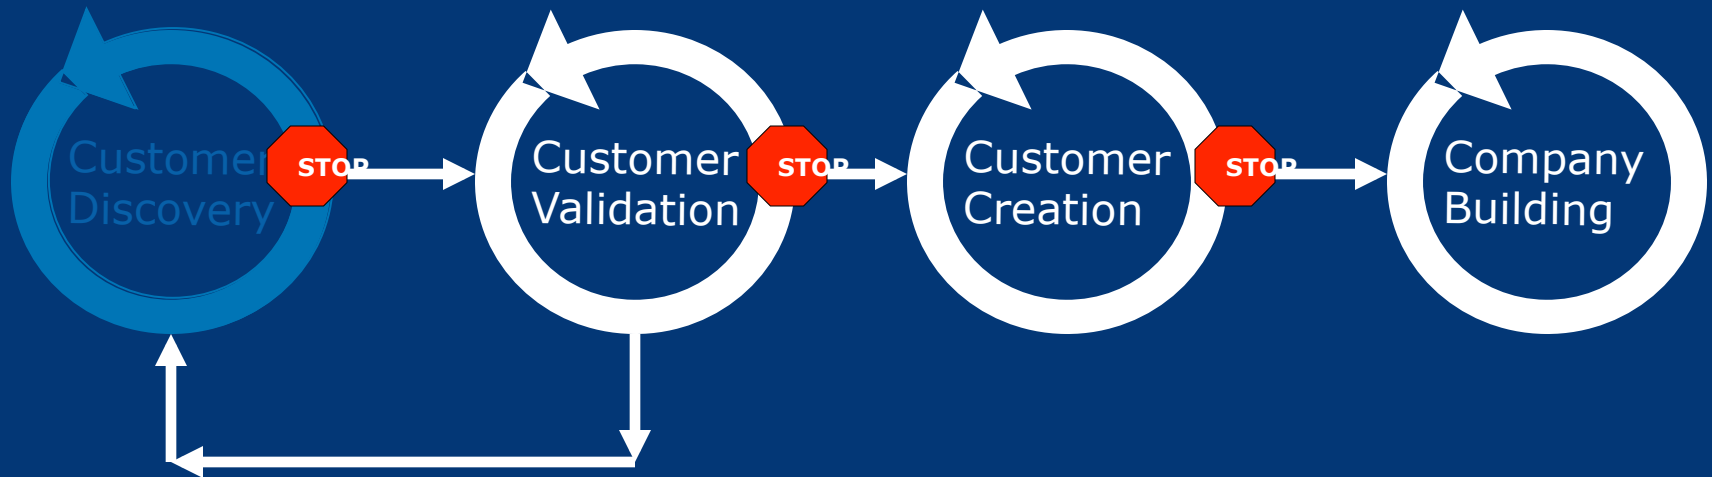 Customer
Discovery
STOP
Customer
Validation
STOP
Customer
Creation
STOP
Company
Building